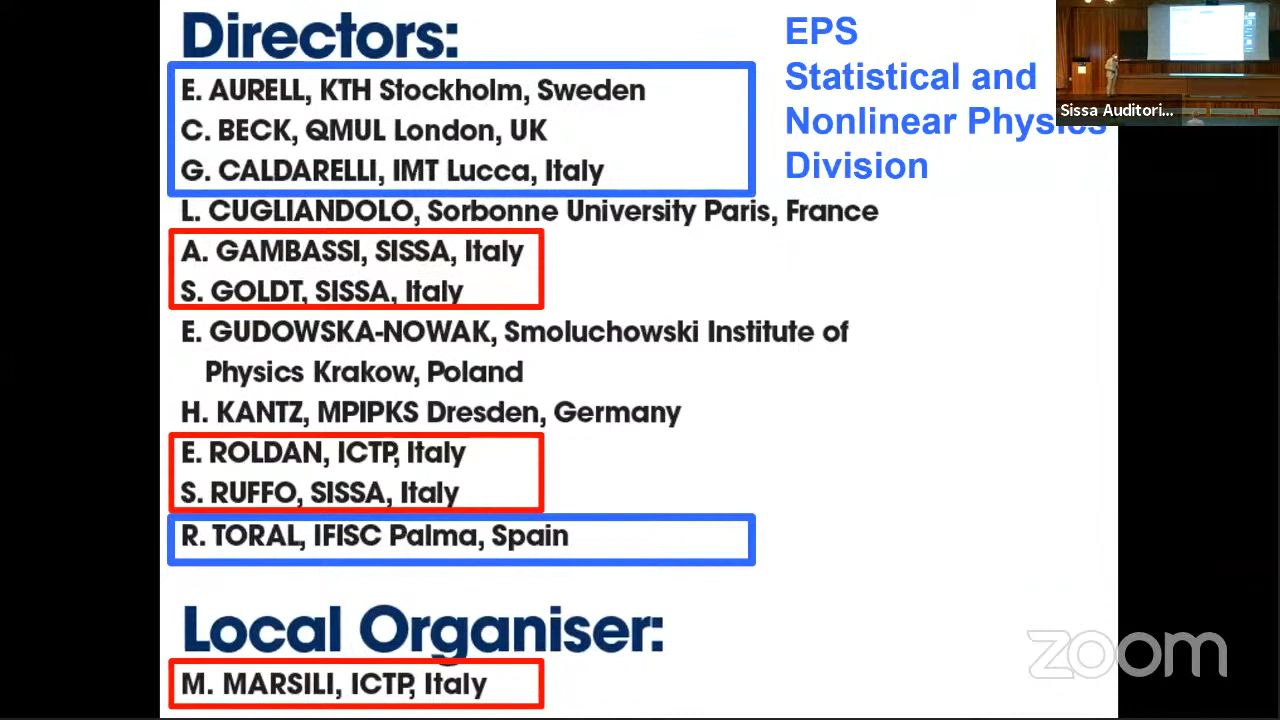 Directors:
E. AURELL, KTH Stockholm, Sweden
C. BECK, QMUL London, UK
G. CALDARELLI, IMT Lucca, Italy
L. CUGLIANDOLO, Sorbonne University Paris, France
A. GAMBASSI, SISSA, Italy
S. GOLDT, SISSA, Italy
E. GUDOWSKA-NOWAK, Smoluchowski Institute of
Physics Krakow, Poland
H. KANTZ, MPIPKS Dresden, Germany
E. ROLDAN, ICTP, Italy
S. RUFFO, SISSA, Italy
R. TORAL, IFISC Palma, Spain
Local Organiser:
M. MARSILI, ICTP, Italy
EPS
Statistical and
Nonlinear Physics
Division
Sissa Auditori...
zoom